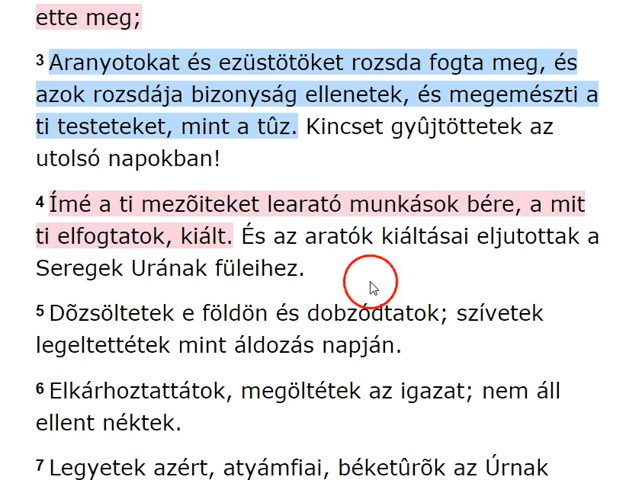 ette meg;
3 Aranyotokat és ezüstötöket rozsda fogta meg, és
azok rozsdája bizonyság ellenetek, és megemészti a
ti testeteket, mint a tûz. Kincset gyûjtöttetek az
utolsó napokban!
4 Ímé a ti mezõiteket learató munkások bére, a mit
ti elfogtatok, kiált. És az aratók kiáltásai eljutottak a
Seregek Urának füleihez.
5 Dõzsöltetek e földön és dobzódtatok; szívetek
legeltettétek mint áldozás napján.
6 Elkárhoztattátok, megöltétek az igazat; nem áll
ellent néktek.
7 Legyetek azért, atyámfiai, béketûrõk az Úrnak